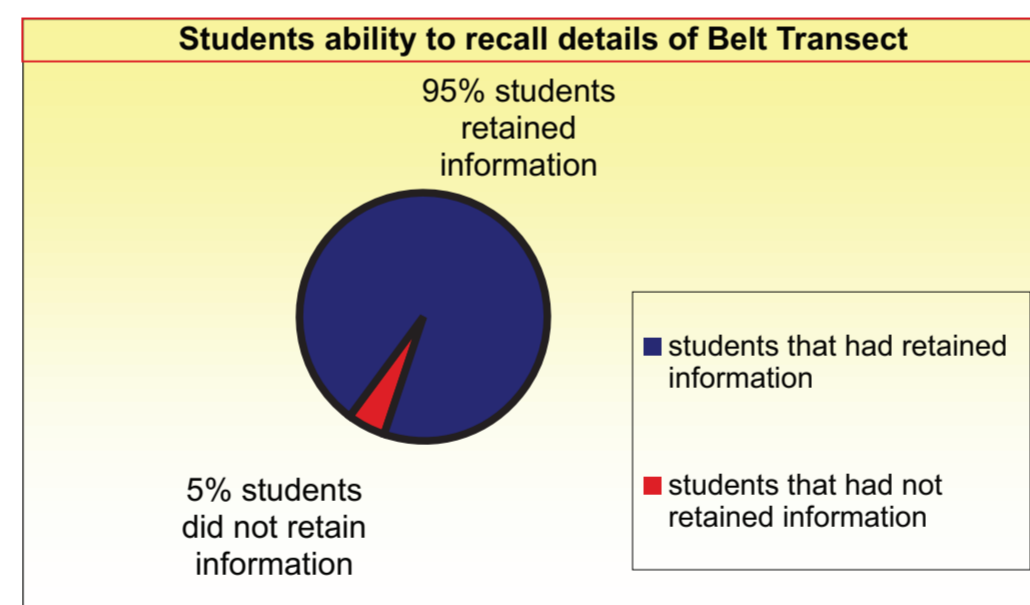 Students ability to recall details of Belt Transect
95% students
retained
information
students that had retained
information
students that had not
retained information
5% students
did not retain
information